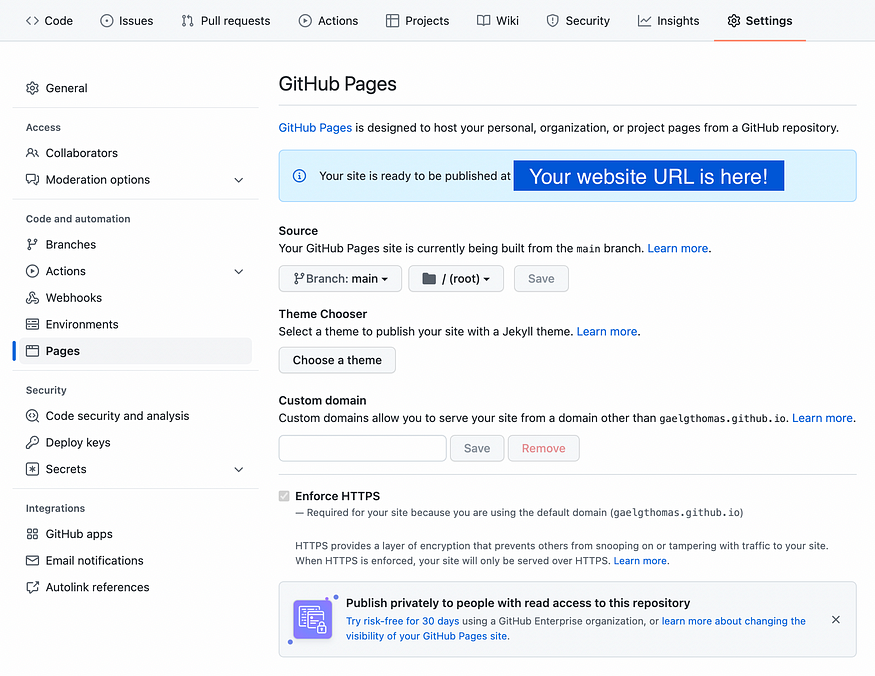 Code
Issues
Pull requests
Actions
Projects
Wiki
Security
Insights
Settings
General
Access
Collaborators
Moderation options
Code and automation
Branches
Actions
Webhooks
Environments
Pages
Security
Code security and analysis
Deploy keys
Secrets
Integrations
GitHub apps
Email notifications
Autolink references
GitHub Pages
GitHub Pages is designed to host your personal, organization, or project pages from a GitHub repository.
Your site is ready to be published at Your website URL is here!
Source
Your GitHub Pages site is currently being built from the main branch. Learn more.
Branch: main
/ (root)
Save
Theme Chooser
Select a theme to publish your site with a Jekyll theme. Learn more.
Choose a theme
Custom domain
Custom domains allow you to serve your site from a domain other than gaelgthomas.github.io. Learn more.
Save
Remove
Enforce HTTPS
— Required for your site because you are using the default domain (gaelgthomas.github.io)
HTTPS provides a layer of encryption that prevents others from snooping on or tampering with traffic to your site.
When HTTPS is enforced, your site will only be served over HTTPS. Learn more.
Publish privately to people with read access to this repository
Try risk-free for 30 days using a GitHub Enterprise organization, or learn more about changing the
visibility of your GitHub Pages site.